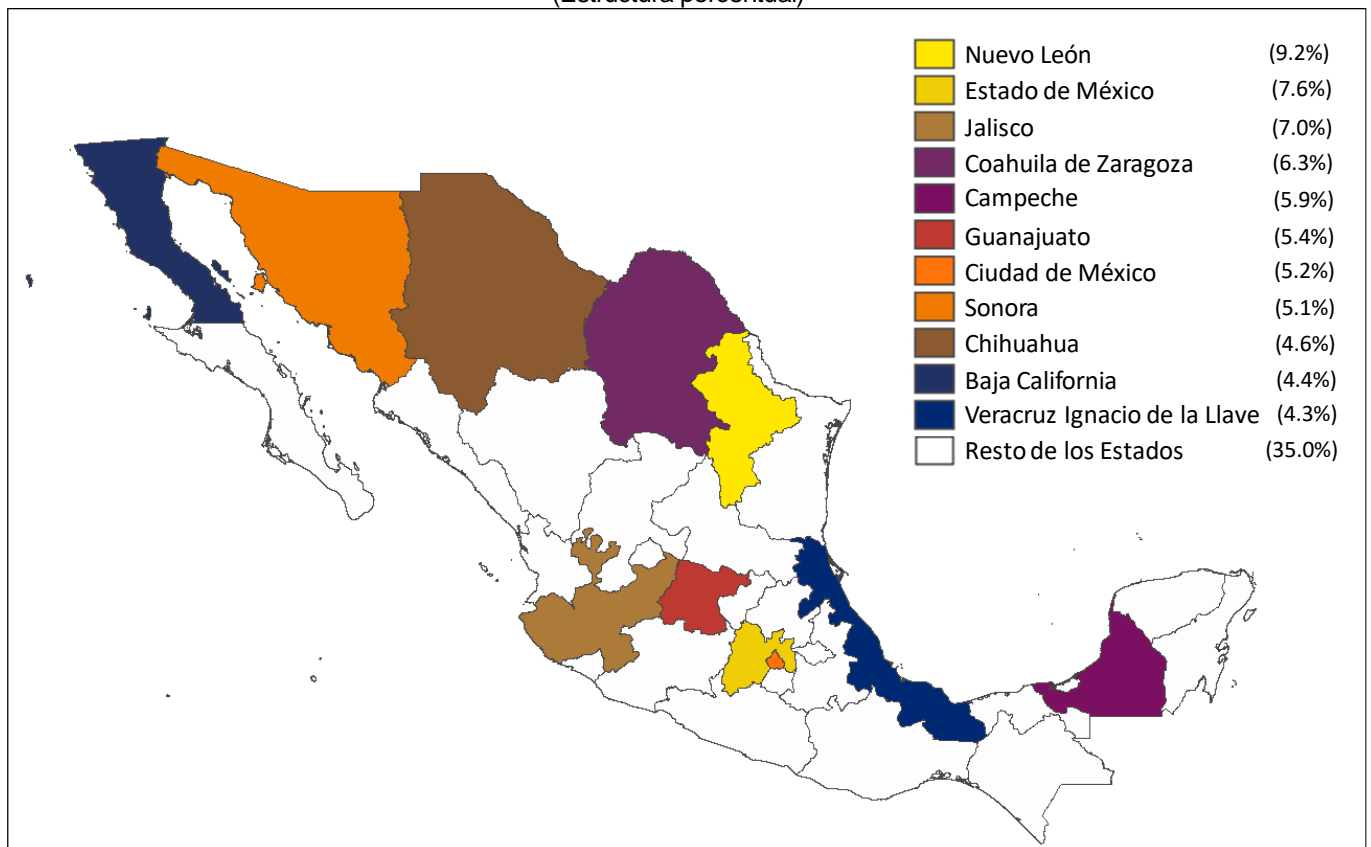 (Estructura porcentual)
Nuevo León (9.2%)
Estado de México (7.6%)
Jalisco (7.0%)
Coahuila de Zaragoza (6.3%)
Campeche (5.9%)
Guanajuato (5.4%)
Ciudad de México (5.2%)
Sonora (5.1%)
Chihuahua (4.6%)
Baja California (4.4%)
Veracruz Ignacio de la Llave (4.3%)
Resto de los Estados (35.0%)